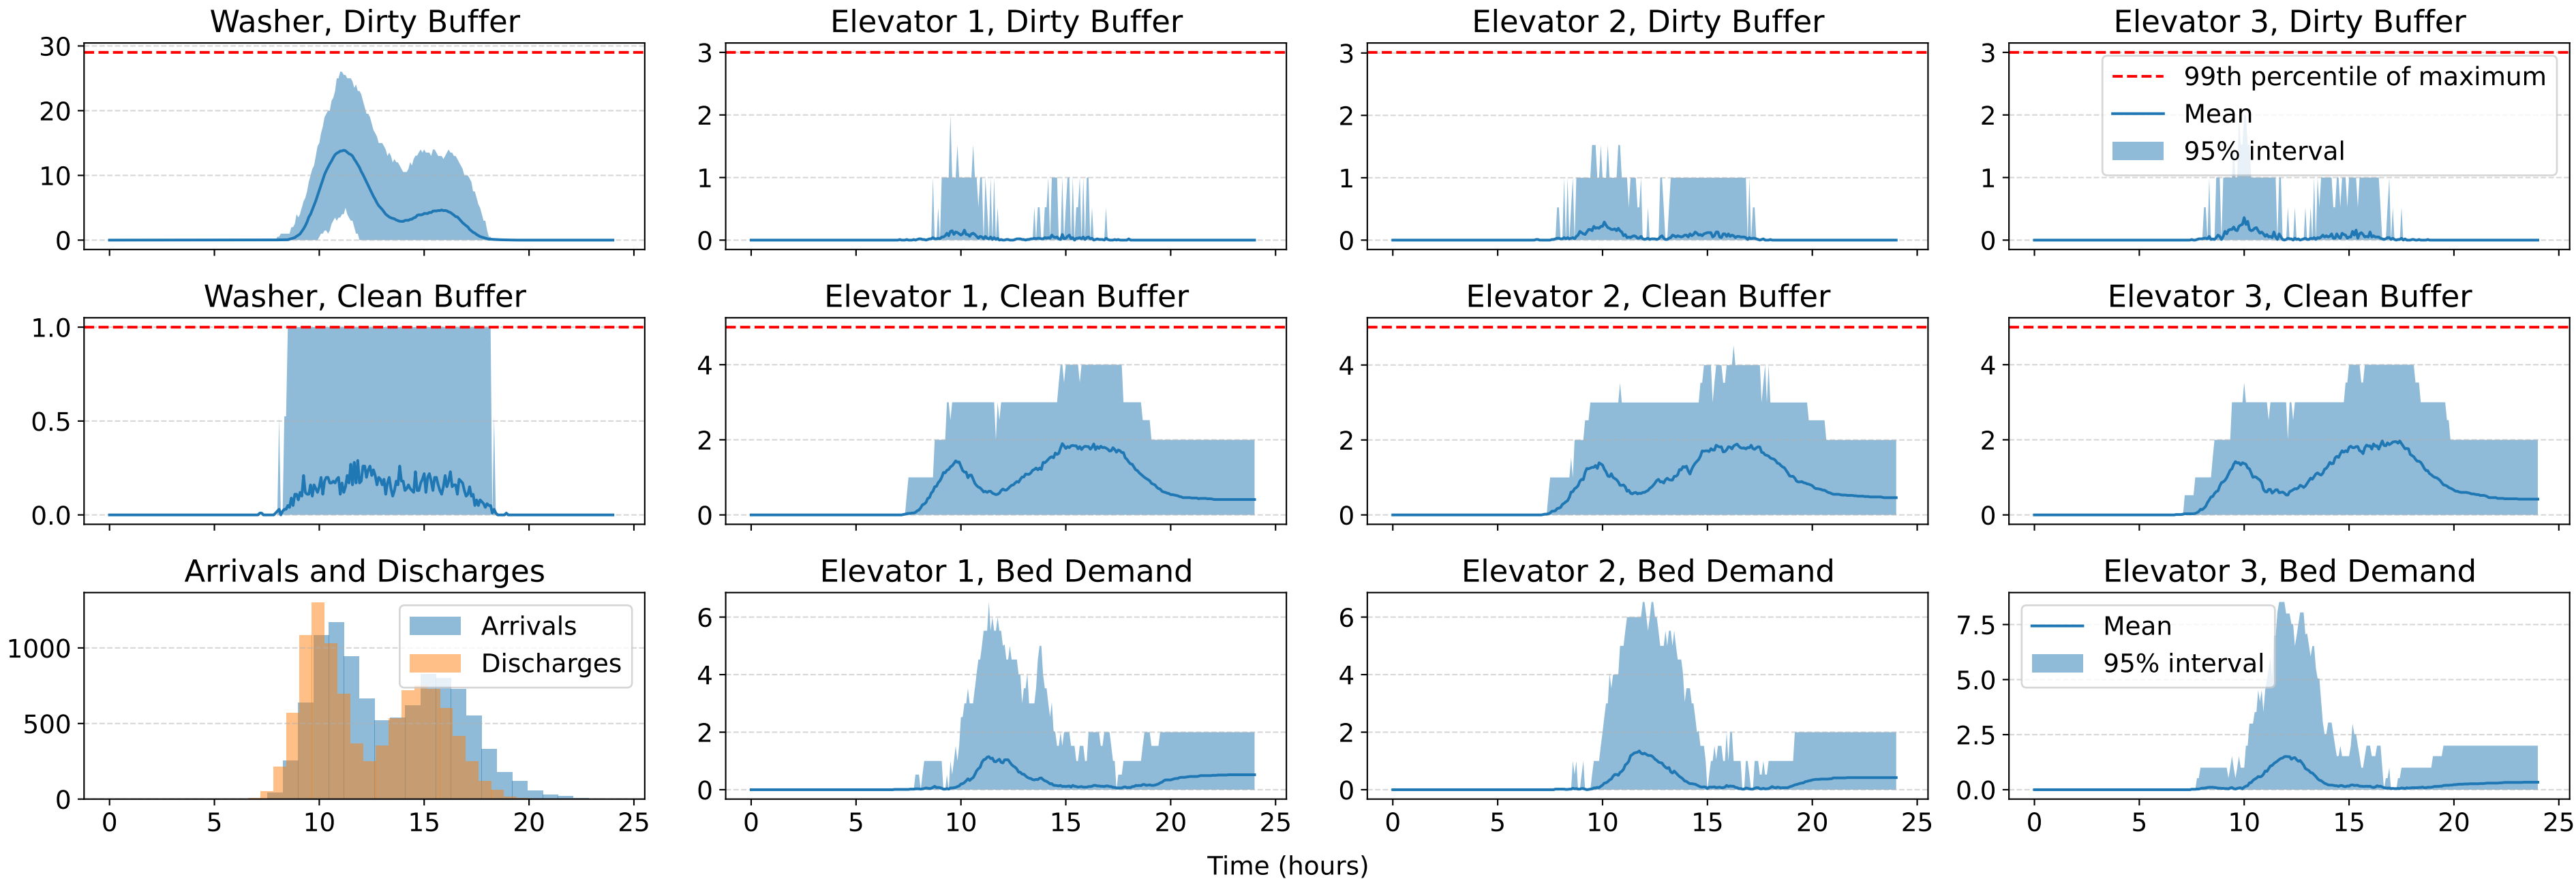 Washer, Dirty Buffer
30
20
10
0
Elevator 1, Dirty Buffer
3
2
1
0
Elevator 2, Dirty Buffer
3
2
1
0
Elevator 3, Dirty Buffer
3
2
1
0
99th percentile of maximum
Mean
95% interval
Washer, Clean Buffer
1.0
0.5
0.0
Elevator 1, Clean Buffer
4
2
0
Elevator 2, Clean Buffer
4
2
0
Elevator 3, Clean Buffer
4
2
0
Arrivals and Discharges
1000
500
0
Arrivals
Discharges
0 5 10 15 20 25
Elevator 1, Bed Demand
6
4
2
0
0 5 10 15 20 25
Elevator 2, Bed Demand
6
4
2
0
0 5 10 15 20 25
Elevator 3, Bed Demand
7.5
5.0
2.5
0.0
Mean
95% interval
0 5 10 15 20 25
Time (hours)